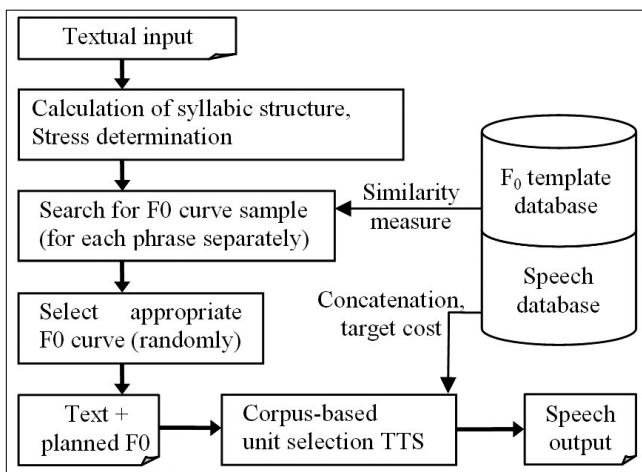 Textual input
Calculation of syllabic structure,
Stress determination
Search for F0 curve sample
(for each phrase separately)
Similarity
measure
F₀ template
database
Speech
database
Select appropriate
F0 curve (randomly)
Concatenation,
target cost
Text +
planned F0
Corpus-based
unit selection TTS
Speech
output